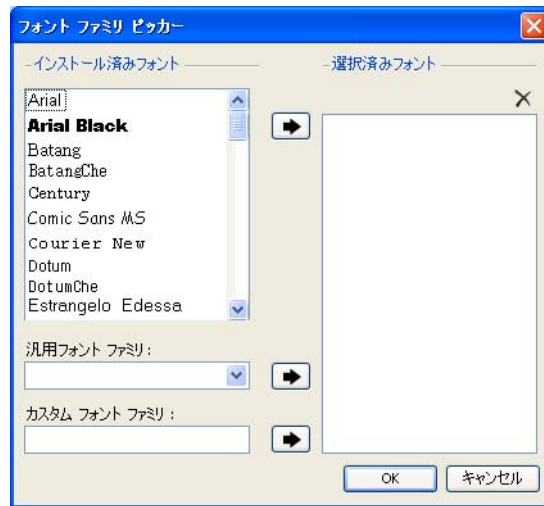 フォント ファミリ ピッカー
インストール済みフォント
選択済みフォント
Arial
Arial Black
Batang
BatangChe
Century
Comic Sans MS
Courier New
Dotum
DotumChe
Estrangelo Edessa
汎用フォント ファミリ :
カスタム フォント ファミリ :
OK
キャンセル